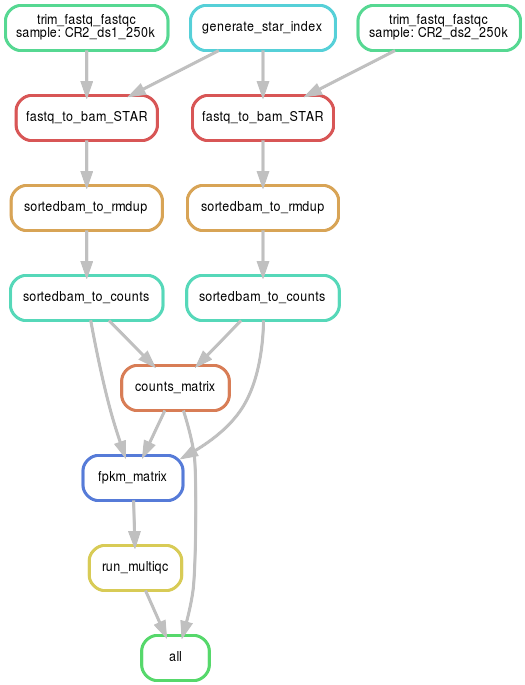 trim_fastq_fastqc
sample: CR2_ds1_250k
generate_star_index
trim_fastq_fastqc
sample: CR2_ds2_250k
fastq_to_bam_STAR
fastq_to_bam_STAR
sortedbam_to_rmdup
sortedbam_to_rmdup
sortedbam_to_counts
sortedbam_to_counts
counts_matrix
fpkm_matrix
run_multiqc
all